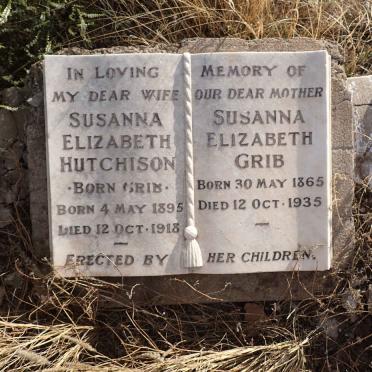 In Loving
My Dear Wife
Susanna
Elizabeth
Hutchison
Born Grib
Born 4 May 1895
Died 12 Oct. 1918
Memory of
Our Dear Mother
Susanna
Elizabeth
Grib
Born 30 May 1865
Died 12 Oct. 1935
Erected by her children.